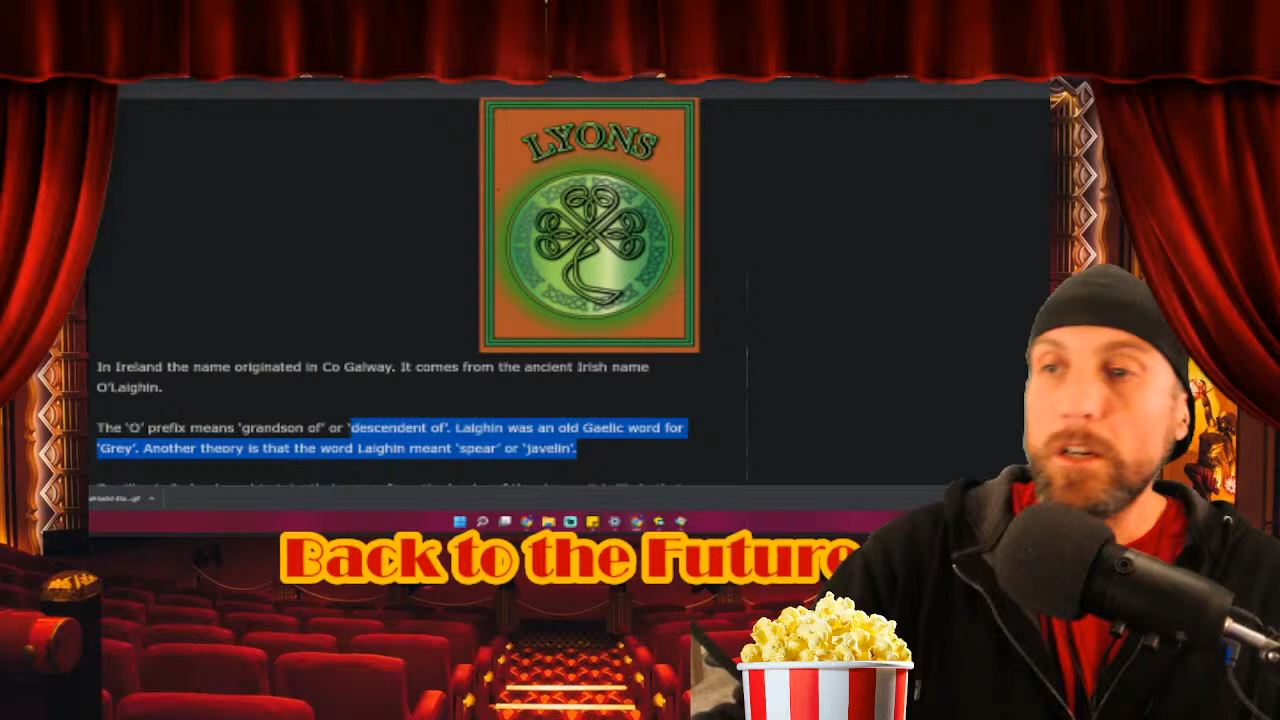 LYONS
In Ireland the name originated in Co Galway. It comes from the ancient Irish name
O'Laighin.
The 'O' prefix means 'grandson of' or 'descendent of'. Laighin was an old Gaelic word for
'Grey'. Another theory is that the word Laighin meant 'spear' or 'javelin'.
Back to the Future